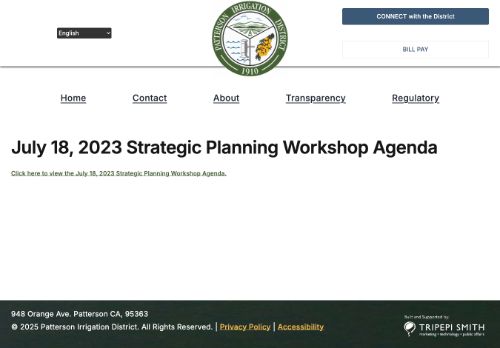 English
PATTERSON IRRIGATION DISTRICT
1910
CONNECT with the District
BILL PAY
Home
Contact
About
Transparency
Regulatory
July 18, 2023 Strategic Planning Workshop Agenda
Click here to view the July 18, 2023 Strategic Planning Workshop Agenda.
948 Orange Ave. Patterson CA, 95363
© 2025 Patterson Irrigation District. All Rights Reserved. | Privacy Policy | Accessibility
Built and Supported by:
TRIPEPI SMITH
marketing • technology • public affairs